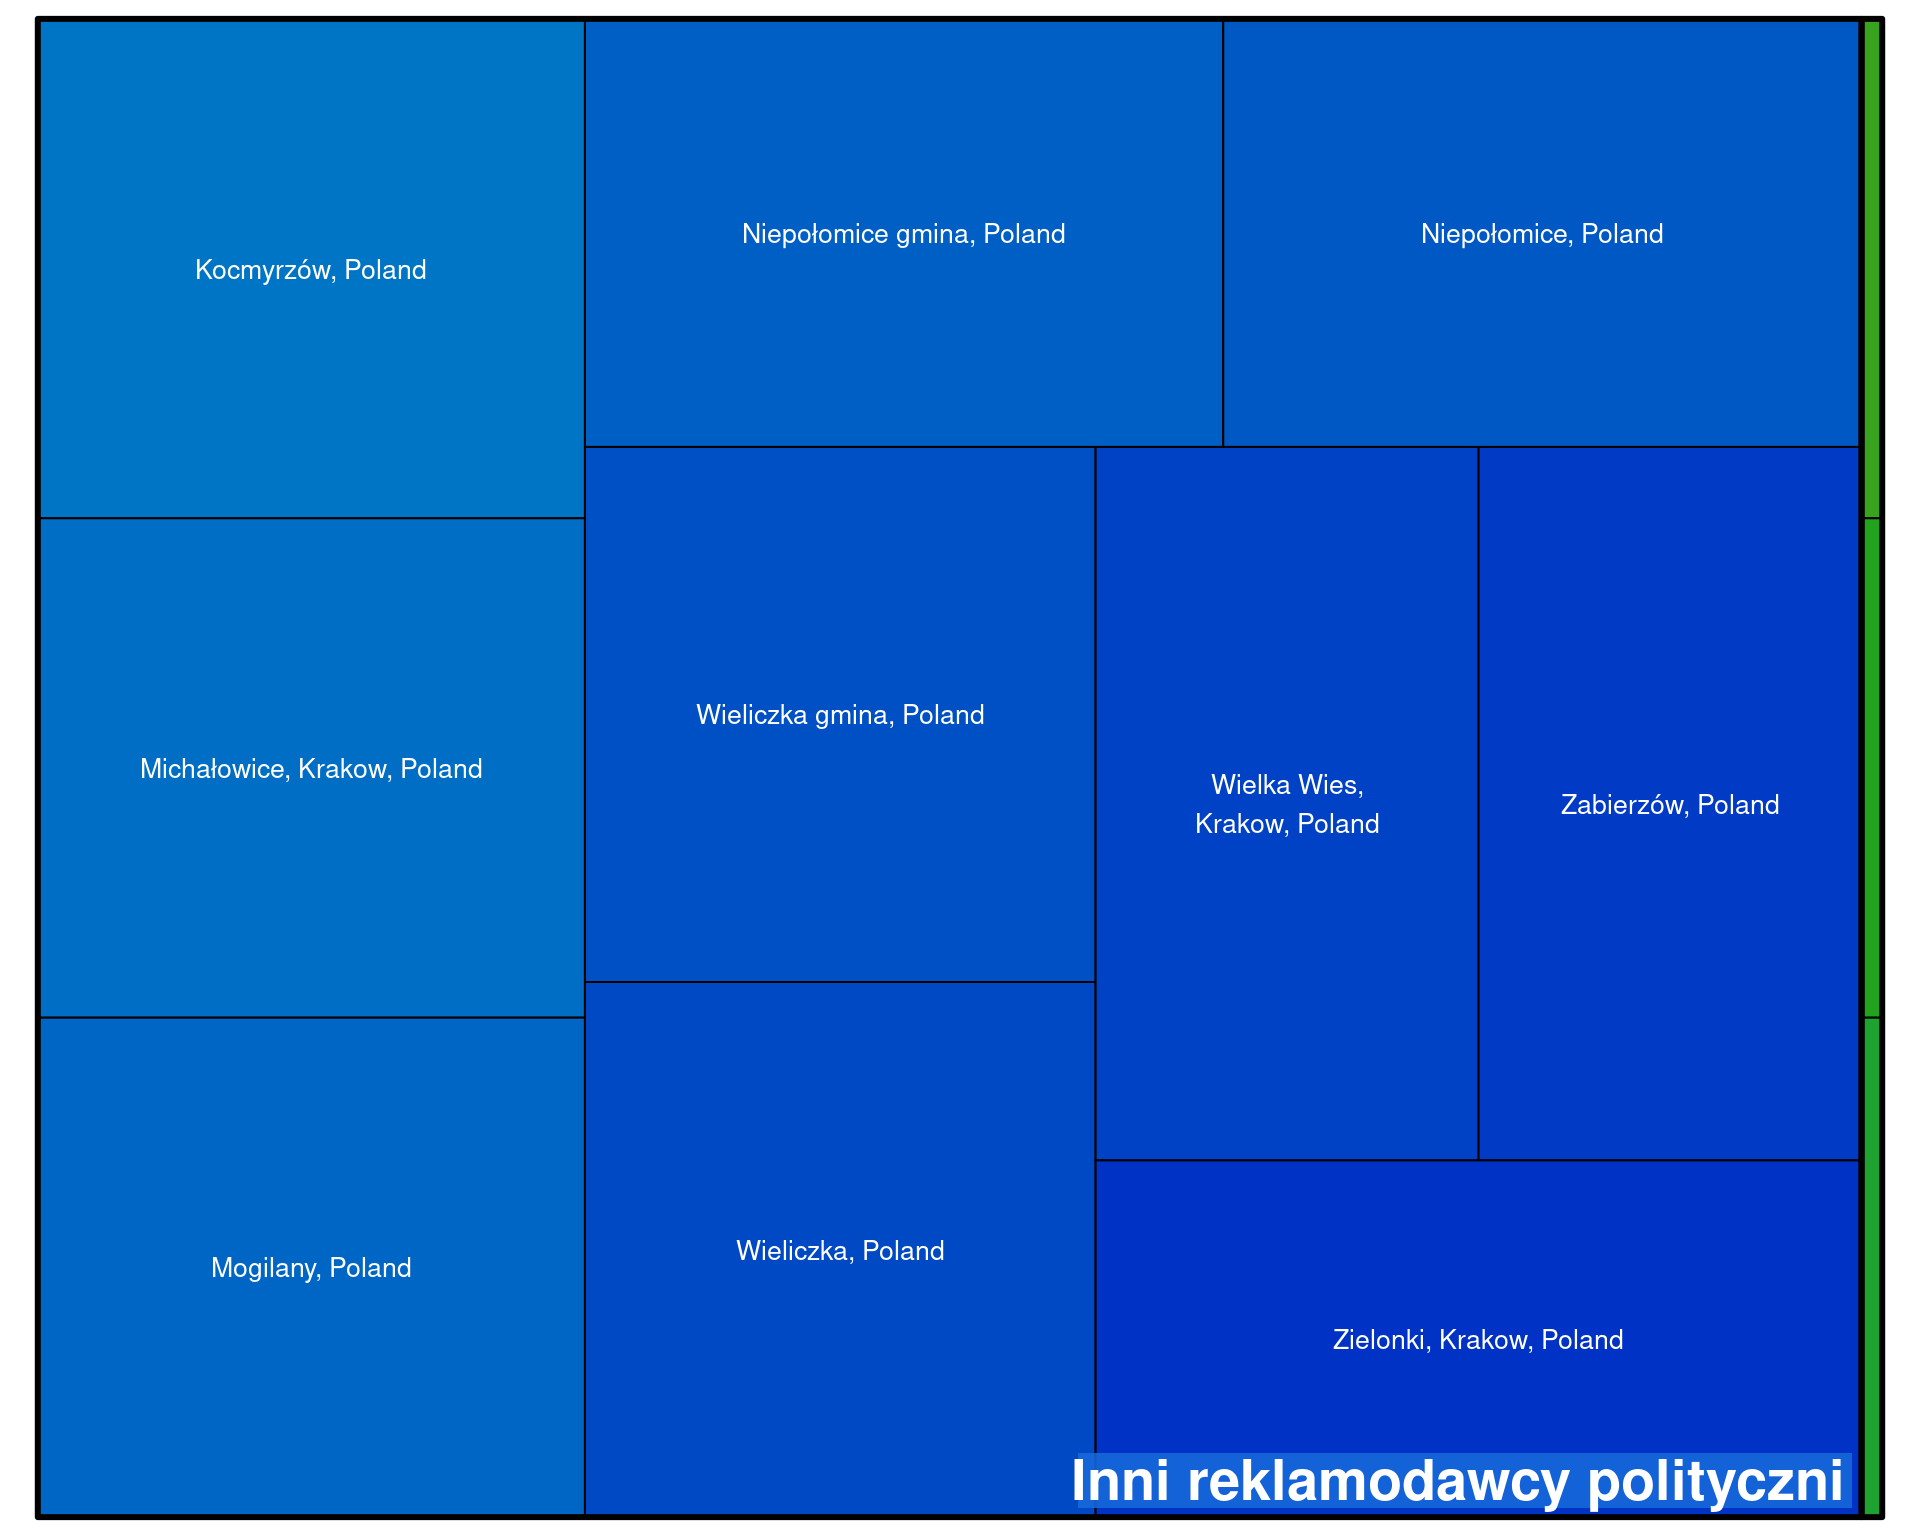 Kocmyrzów, Poland
Niepołomice gmina, Poland
Niepołomice, Poland
Michałowice, Krakow, Poland
Wieliczka gmina, Poland
Wielka Wies,
Krakow, Poland
Zabierzów, Poland
Mogilany, Poland
Wieliczka, Poland
Zielonki, Krakow, Poland
Inni reklamodawcy polityczni